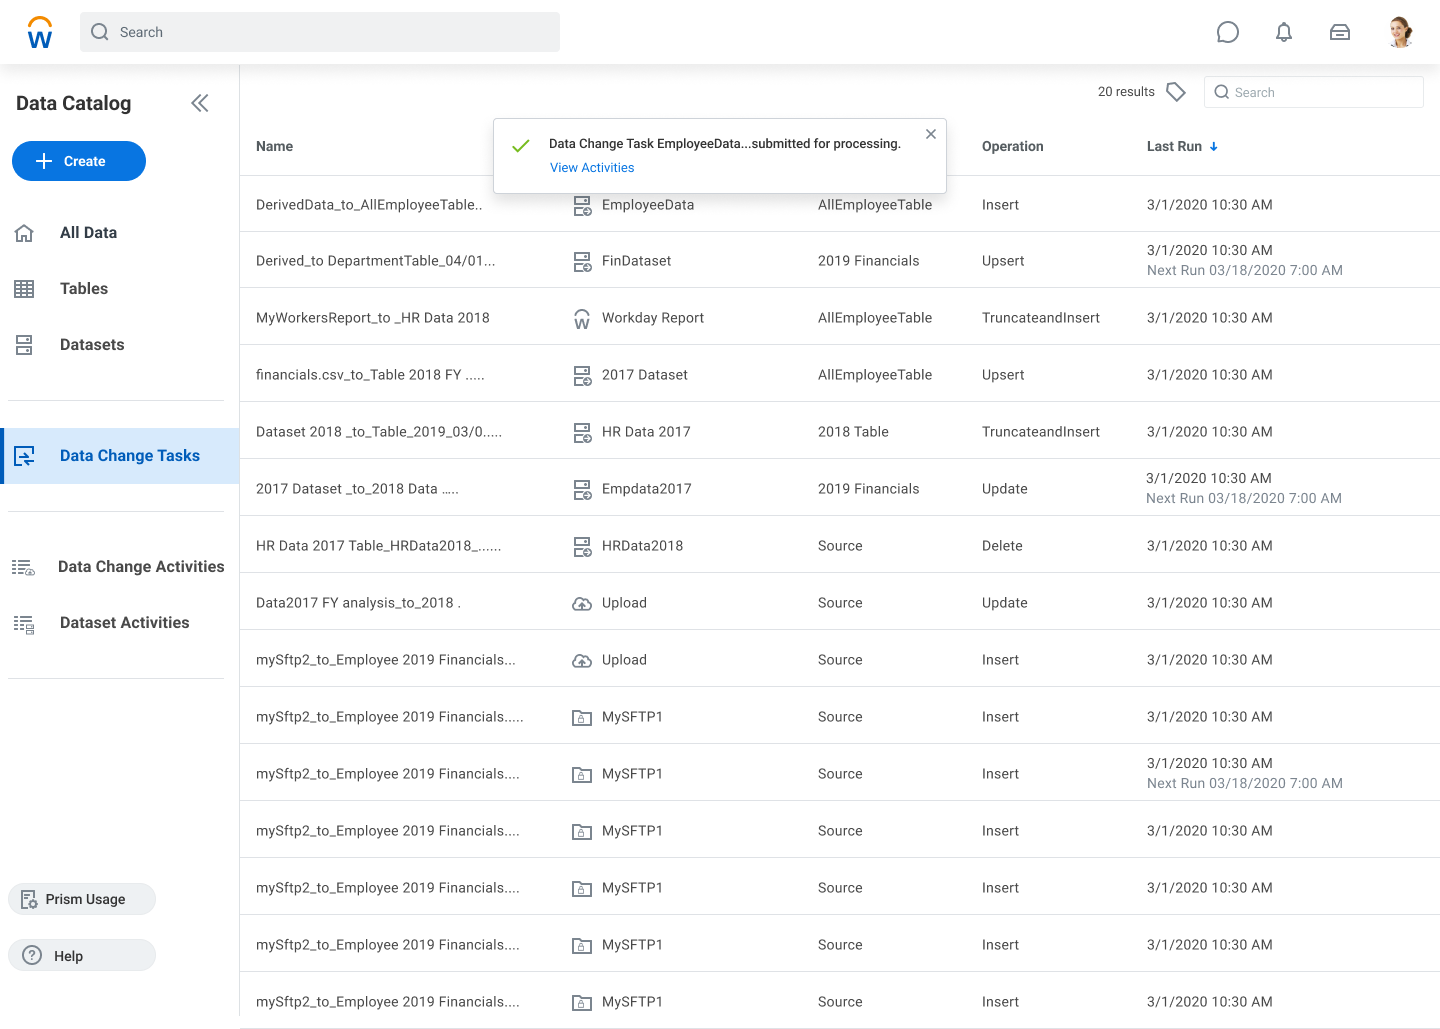 W
Search
Data Catalog
Create
All Data
Tables
Datasets
Data Change Tasks
Data Change Activities
Dataset Activities
Prism Usage
Help
20 results
Search
Data Change Task EmployeeData...submitted for processing.
View Activities
Name Operation Last Run
DerivedData_to_AllEmployeeTable.. EmployeeData AllEmployeeTable Insert 3/1/2020 10:30 AM
Derived_to DepartmentTable_04/01... FinDataset 2019 Financials Upsert 3/1/2020 10:30 AM
Next Run 03/18/2020 7:00 AM
MyWorkersReport_to _HR Data 2018 Workday Report AllEmployeeTable TruncateandInsert 3/1/2020 10:30 AM
financials.csv_to_Table 2018 FY ..... 2017 Dataset AllEmployeeTable Upsert 3/1/2020 10:30 AM
Dataset 2018 _to_Table_2019_03/0..... HR Data 2017 2018 Table TruncateandInsert 3/1/2020 10:30 AM
2017 Dataset _to_2018 Data ..... Empdata2017 2019 Financials Update 3/1/2020 10:30 AM
Next Run 03/18/2020 7:00 AM
HR Data 2017 Table_HRData2018_...... HRData2018 Source Delete 3/1/2020 10:30 AM
Data2017 FY analysis_to_2018 . Upload Source Update 3/1/2020 10:30 AM
mySftp2_to_Employee 2019 Financials... Upload Source Insert 3/1/2020 10:30 AM
mySftp2_to_Employee 2019 Financials..... MySFTP1 Source Insert 3/1/2020 10:30 AM
mySftp2_to_Employee 2019 Financials.... MySFTP1 Source Insert 3/1/2020 10:30 AM
Next Run 03/18/2020 7:00 AM
mySftp2_to_Employee 2019 Financials.... MySFTP1 Source Insert 3/1/2020 10:30 AM
mySftp2_to_Employee 2019 Financials.... MySFTP1 Source Insert 3/1/2020 10:30 AM
mySftp2_to_Employee 2019 Financials.... MySFTP1 Source Insert 3/1/2020 10:30 AM
mySftp2_to_Employee 2019 Financials.... MySFTP1 Source Insert 3/1/2020 10:30 AM